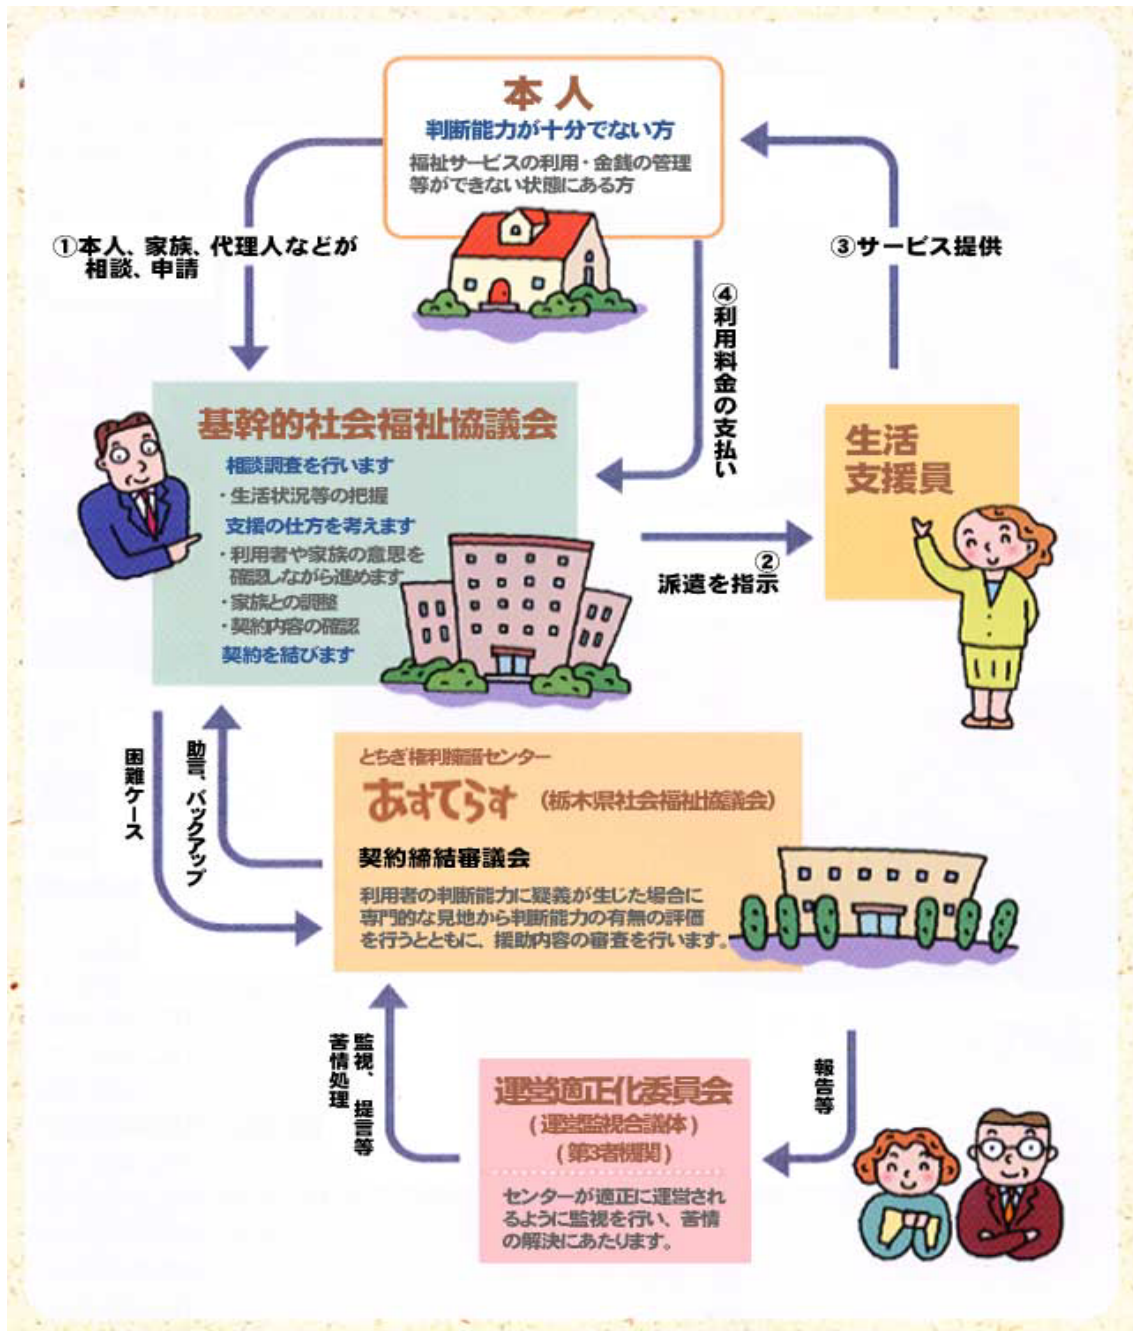 本人
判断能力が十分でない方
福祉サービスの利用・金銭の管理
等ができない状態にある方
①本人、家族、代理人などが
相談、申請
③サービス提供
④利用料金の支払い
基幹的社会福祉協議会
相談調査を行います
・生活状況等の把握
支援の仕方を考えます
・利用者や家族の意思を
確認しながら進めます
・家族との調整
・契約内容の確認
契約を結びます
生活
支援員
②
派遣を指示
困難ケース
助言、バックアップ
とちぎ権利擁護センター
あすてらす（栃木県社会福祉協議会）
契約締結審議会
利用者の判断能力に疑義が生じた場合に
専門的な見地から判断能力の有無の評価
を行うとともに、援助内容の審査を行います。
監視、提言等
苦情処理
報告等
運営適正化委員会
（運営監視合議体）
（第3者機関）
センターが適正に運営され
るように監視を行い、苦情
の解決にあたります。